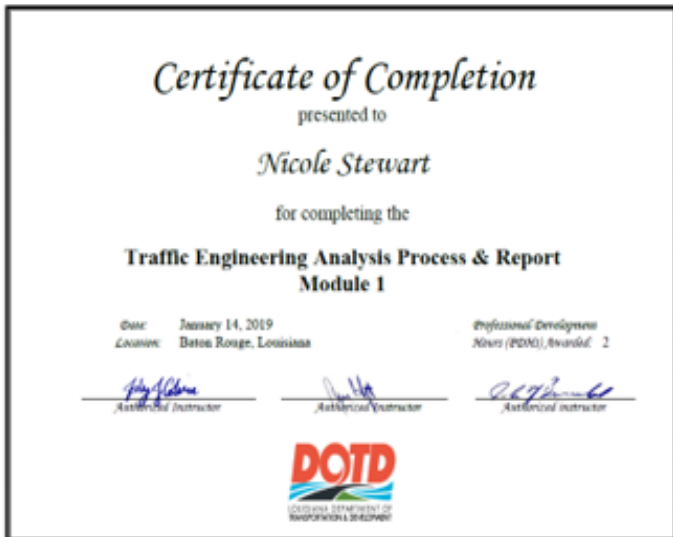 Certificate of Completion
presented to
Nicole Stewart
for completing the
Traffic Engineering Analysis Process & Report
Module 1
Date: January 14, 2019
Location: Baton Rouge, Louisiana
Professional Development
Hours (PDHs) Awarded: 2
Authorized Instructor
Authorized Instructor
Authorized instructor
DOTD
LOUISIANA DEPARTMENT OF
TRANSPORTATION & DEVELOPMENT